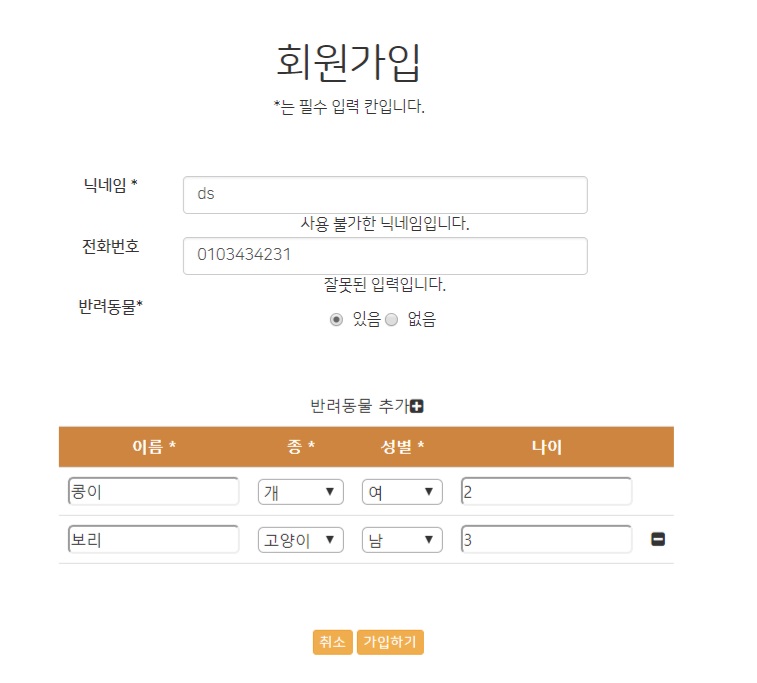 회원가입
*는 필수 입력 칸입니다.
닉네임 *
ds
사용 불가한 닉네임입니다.
전화번호
0103434231
잘못된 입력입니다.
반려동물*
있음 없음
반려동물 추가
이름 * 종 * 성별 * 나이
콩이 개 여 2
보리 고양이 남 3
취소 가입하기